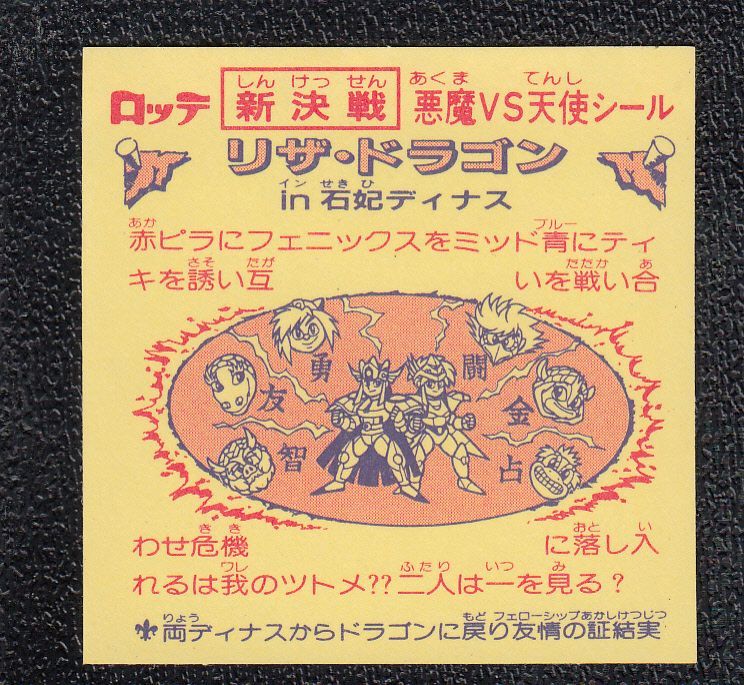 ロッテ 新決戦 悪魔VS天使シール
しん けっ せん あくま てんし
リザ・ドラゴン
in石妃ディナス
イン せき ひ
赤ピラにフェニックスをミッド青にティ
あか ブルー
キを誘い互 いを戦い合
さそ たが たたか あ
勇 闘
友 金
智 占
わせ危機 に落し入
きき おと い
れるは我のツトメ??二人は一を見る?
ワレ ふたり いつ み
両ディナスからドラゴンに戻り友情の証結実
りょう もど フェローシップあかしけつじつ